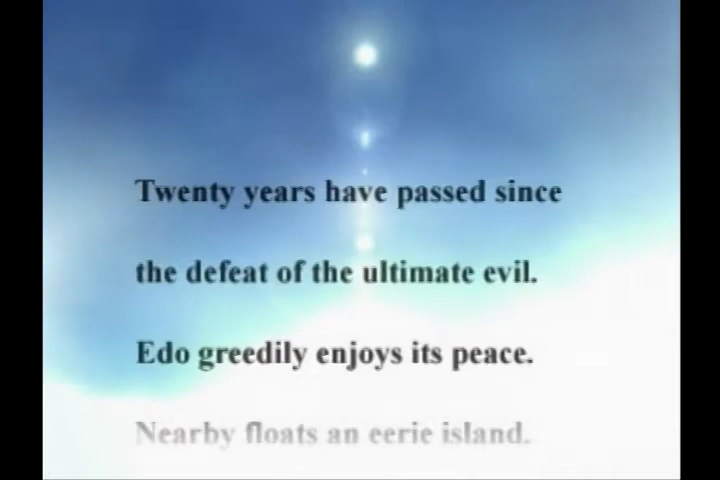 Twenty years have passed since
the defeat of the ultimate evil.
Edo greedily enjoys its peace.
Nearby floats an eerie island.